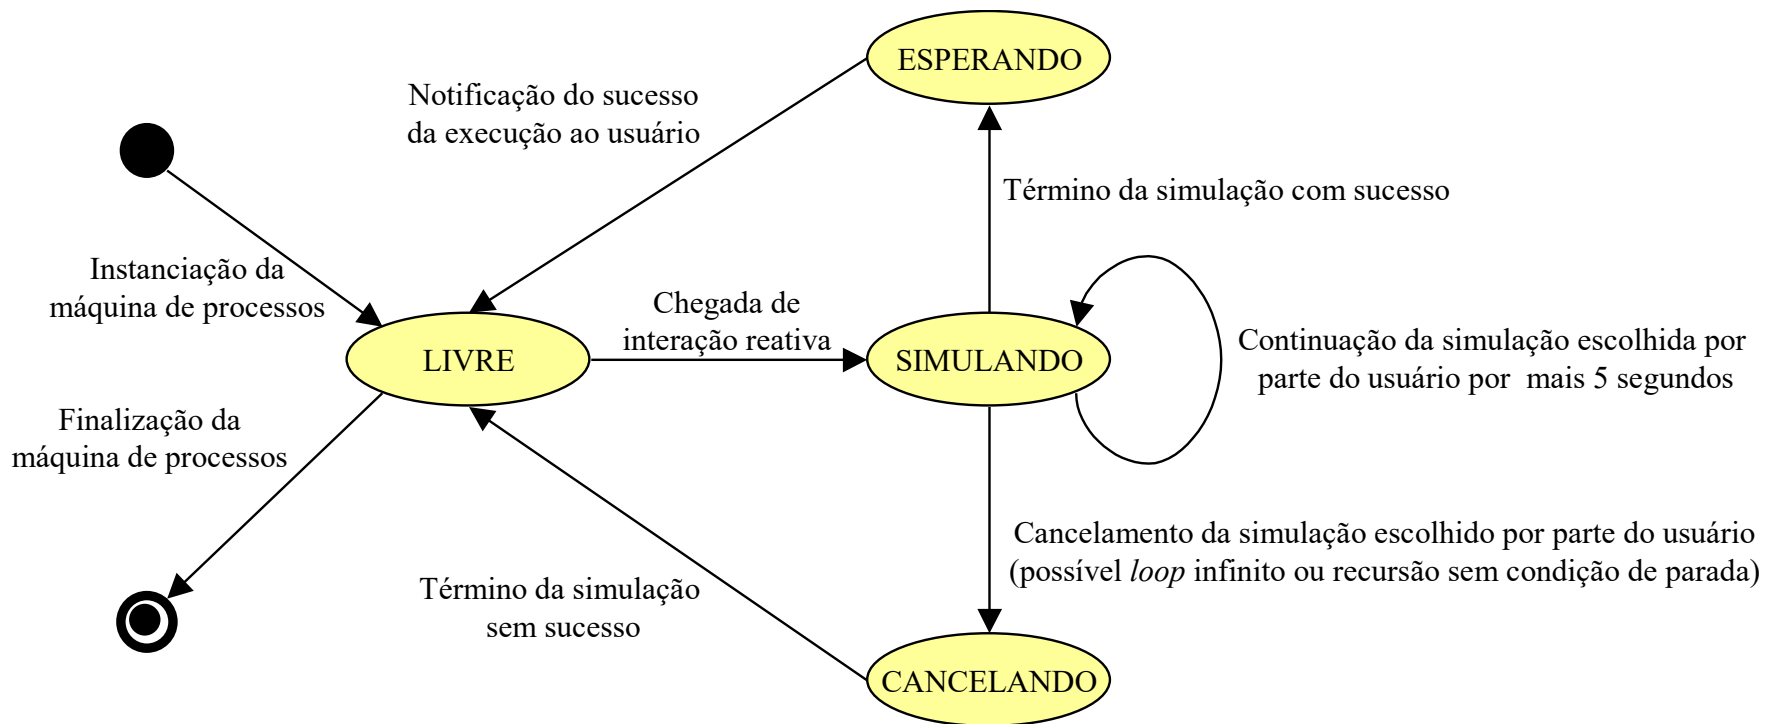 ESPERANDO
Notificação do sucesso
da execução ao usuário
Término da simulação com sucesso
Instanciação da
máquina de processos
Chegada de
interação reativa
LIVRE
SIMULANDO
Continuação da simulação escolhida por
parte do usuário por  mais 5 segundos
Finalização da
máquina de processos
Cancelamento da simulação escolhido por parte do usuário
(possível loop infinito ou recursão sem condição de parada)
Término da simulação
sem sucesso
CANCELANDO